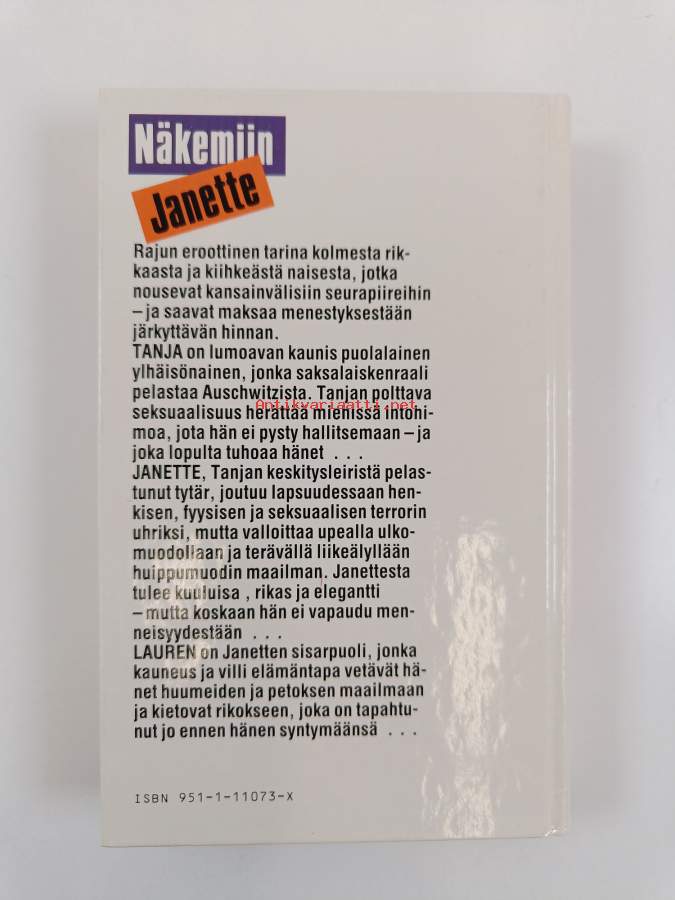 Näkemiin
Janette
Rajun eroottinen tarina kolmesta rik-
kaasta ja kiihkeästä naisesta, jotka
nousevat kansainvälisiin seurapiireihin
– ja saavat maksaa menestyksestään
järkyttävän hinnan.
TANJA on lumoavan kaunis puolalainen
ylhäisönainen, jonka saksalaiskenraali
pelastaa Auschwitzista. Tanjan polttava
Antikvariaatti.net
seksuaalisuus herättää miehissä intohi-
moa, jota hän ei pysty hallitsemaan – ja
joka lopulta tuhoaa hänet . . .
JANETTE, Tanjan keskitysleiristä pelas-
tunut tytär, joutuu lapsuudessaan hen-
kisen, fyysisen ja seksuaalisen terrorin
uhriksi, mutta valloittaa upealla ulko-
muodollaan ja terävällä liikeälyllään
huippumuodin maailman. Janettesta
tulee kuuluisa , rikas ja elegantti
– mutta koskaan hän ei vapaudu men-
neisyydestään . . .
LAUREN on Janetten sisarpuoli, jonka
kauneus ja villi elämäntapa vetävät hä-
net huumeiden ja petoksen maailmaan
ja kietovat rikokseen, joka on tapahtu-
nut jo ennen hänen syntymäänsä . . .
ISBN 951-1-11073-X